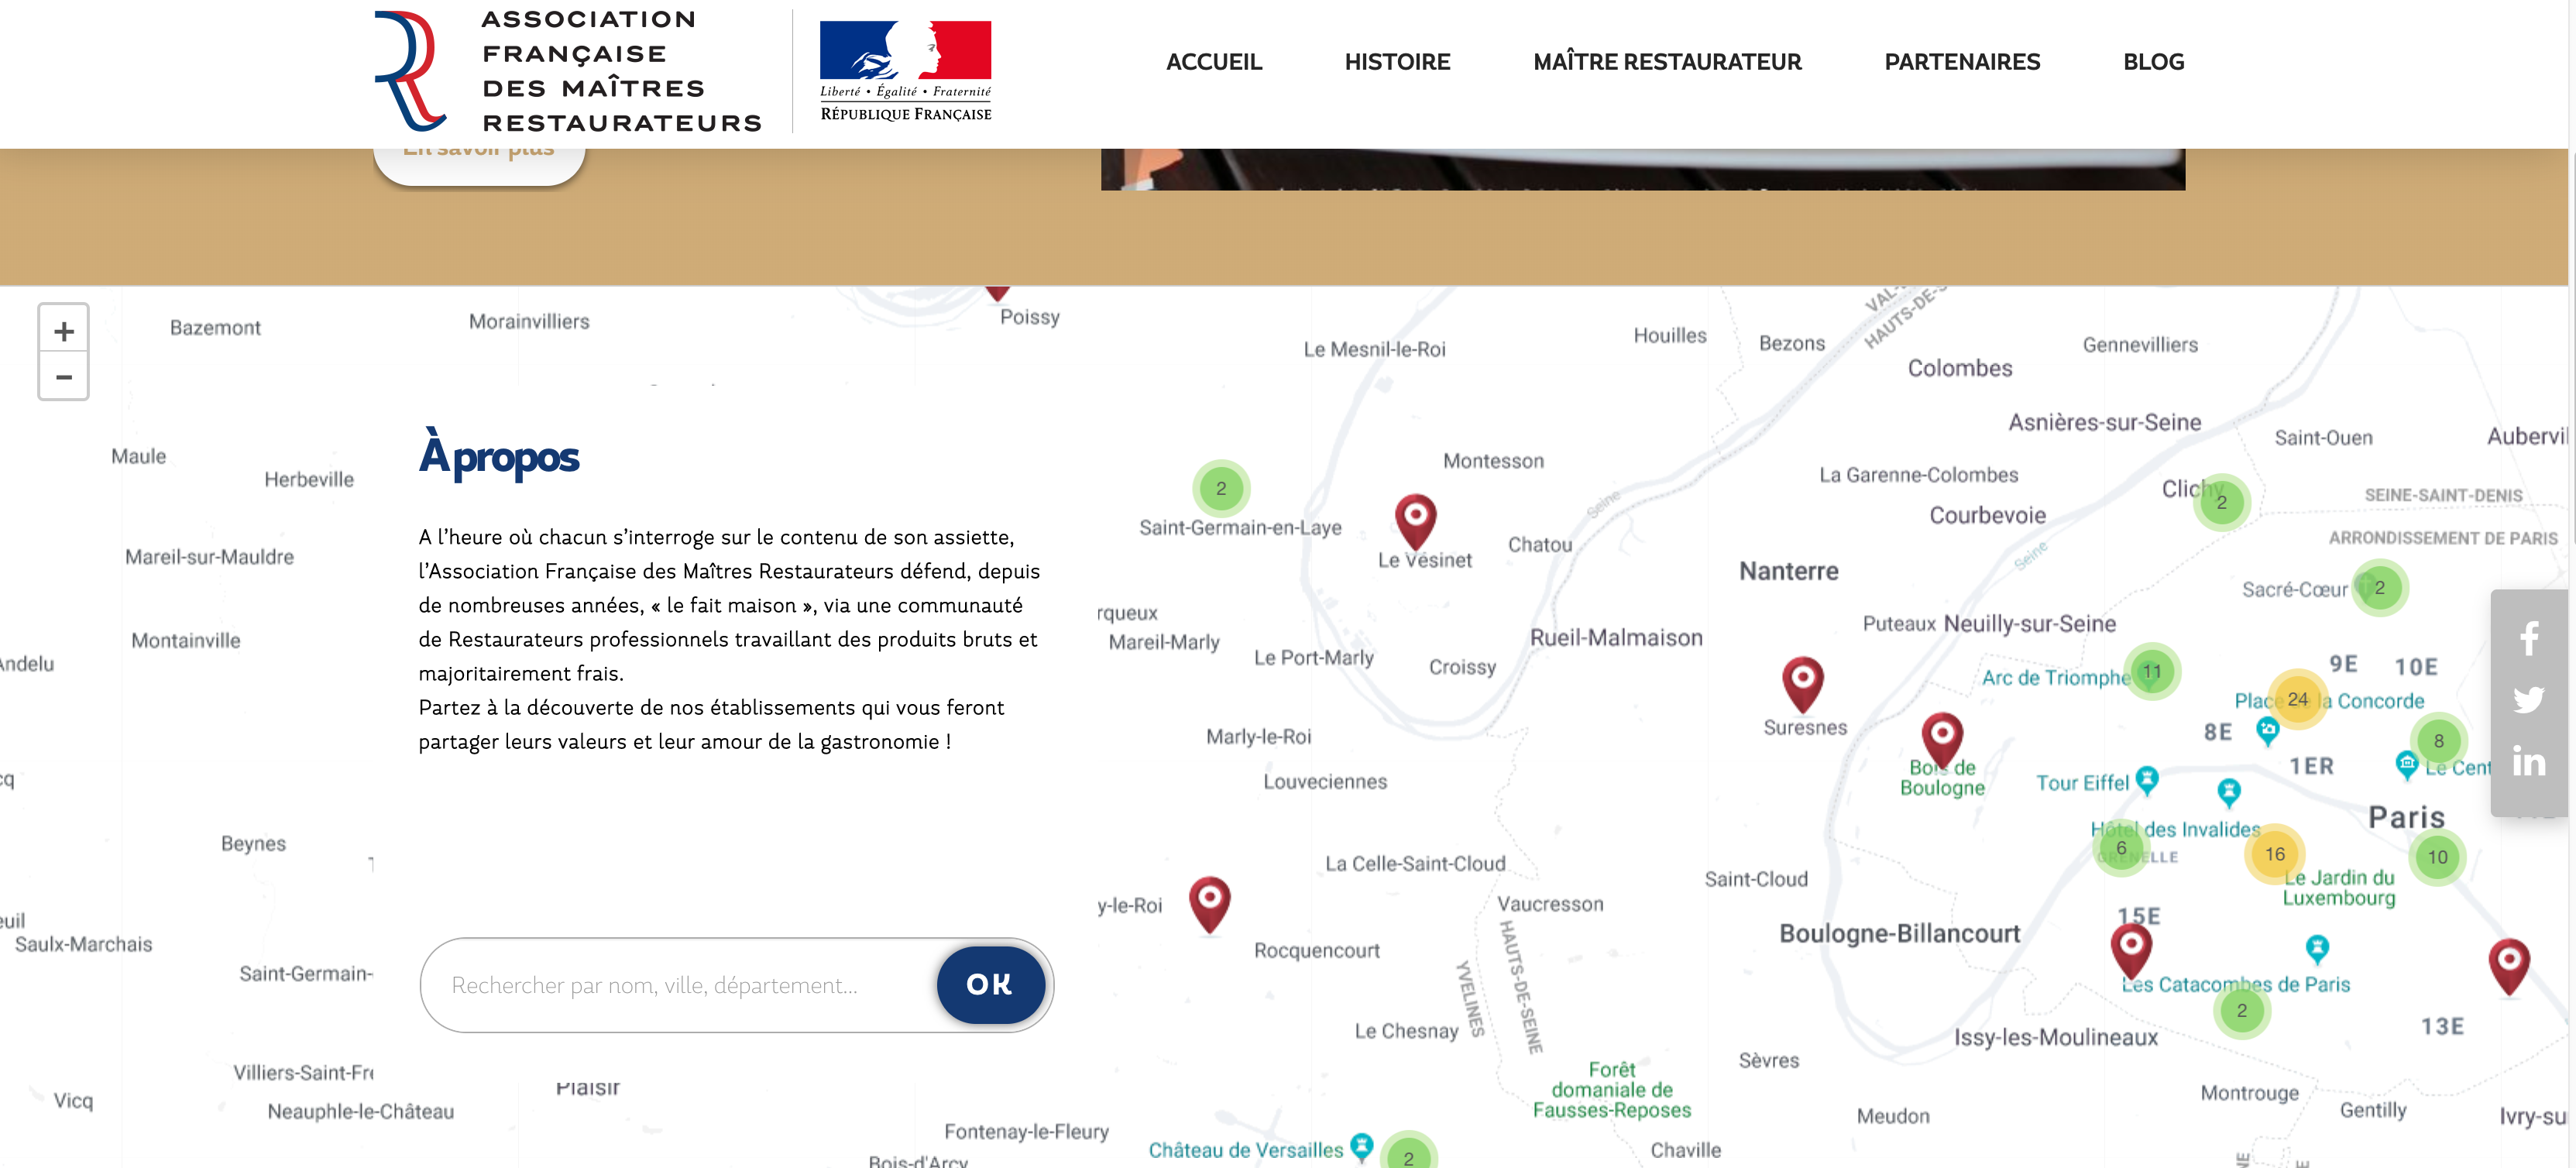 ASSOCIATION
FRANÇAISE
DES MAÎTRES
RESTAURATEURS
Liberté • Égalité • Fraternité
RÉPUBLIQUE FRANÇAISE
ACCUEIL
HISTOIRE
MAÎTRE RESTAURATEUR
PARTENAIRES
BLOG
En savoir plus
+
−
À propos
A l’heure où chacun s’interroge sur le contenu de son assiette,
l’Association Française des Maîtres Restaurateurs défend, depuis
de nombreuses années, « le fait maison », via une communauté
de Restaurateurs professionnels travaillant des produits bruts et
majoritairement frais.
Partez à la découverte de nos établissements qui vous feront
partager leurs valeurs et leur amour de la gastronomie !
Rechercher par nom, ville, département...
OK
Bazemont
Morainvilliers
Poissy
Maule
Herbeville
Mareil-sur-Mauldre
Montainville
Andelu
cq
Beynes
euil
Saulx-Marchais
Saint-Germain-
Villiers-Saint-Fré
Vicq
Neauphle-le-Château
Plaisir
Fontenay-le-Fleury
Bois-d'Arcy
Le Mesnil-le-Roi
Houilles
Bezons
VAL-
HAUTS-DE-S
Colombes
Gennevilliers
Asnières-sur-Seine
Saint-Ouen
Aubervil
Montesson
La Garenne-Colombes
2
Clichy
2
SEINE-SAINT-DENIS
Saint-Germain-en-Laye
Seine
Courbevoie
ARRONDISSEMENT DE PARIS
Le Vésinet
Chatou
Nanterre
Seine
Sacré-Cœur
2
rqueux
Mareil-Marly
Le Port-Marly
Croissy
Rueil-Malmaison
Puteaux
Neuilly-sur-Seine
9E
10E
Arc de Triomphe
11
24
Place de la Concorde
Marly-le-Roi
Suresnes
8E
8
Louveciennes
Bois de
Boulogne
Tour Eiffel
1ER
Le Cent
Paris
Hôtel des Invalides
6
GRENELLE
16
10
La Celle-Saint-Cloud
Saint-Cloud
Le Jardin du
Luxembourg
y-le-Roi
Vaucresson
15E
Boulogne-Billancourt
Rocquencourt
YVELINES
HAUTS-DE-SEINE
Les Catacombes de Paris
2
13E
Le Chesnay
Issy-les-Moulineaux
Sèvres
Forêt
domaniale de
Fausses-Reposes
Montrouge
Gentilly
Ivry-su
Meudon
Château de Versailles
2
Chaville
f
in